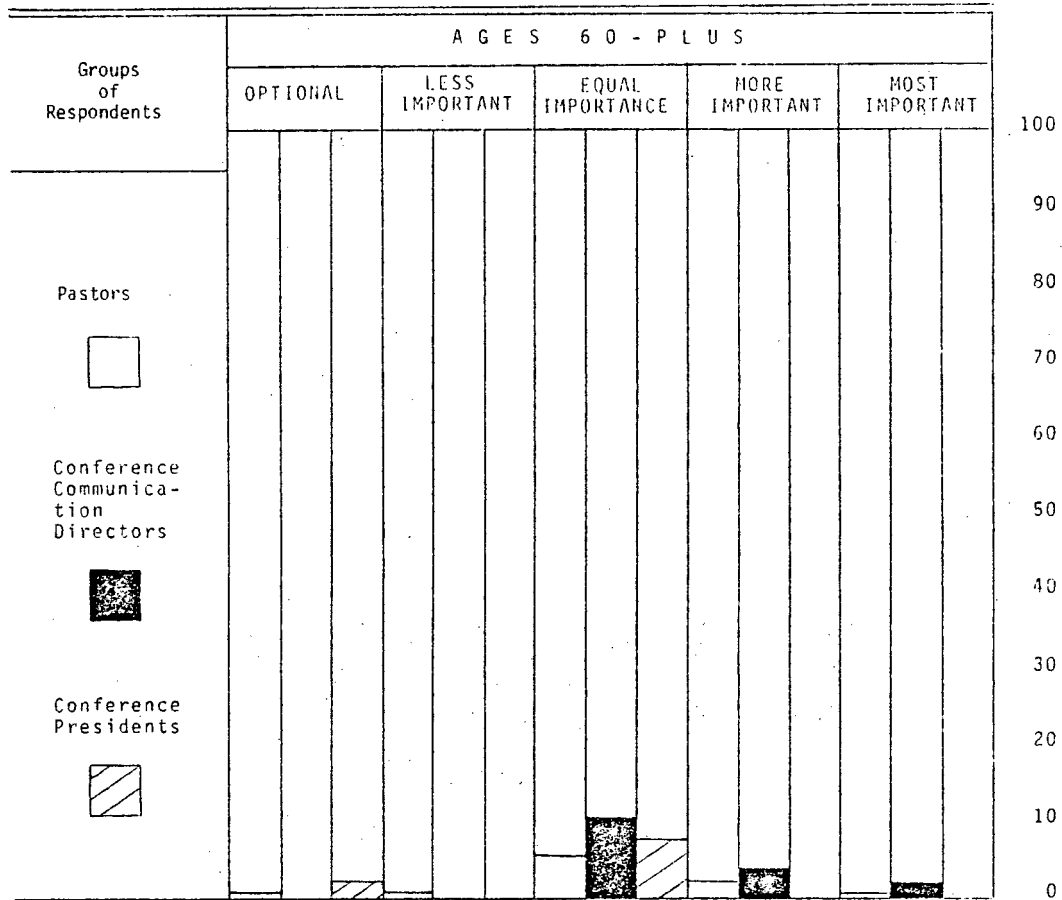 AGES 60-PLUS
Groups
of
Respondents
OPTIONAL
LESS
IMPORTANT
EQUAL
IMPORTANCE
MORE
IMPORTANT
MOST
IMPORTANT
100
90
80
70
60
50
40
30
20
10
0
Pastors
Conference
Communica-
tion
Directors
Conference
Presidents